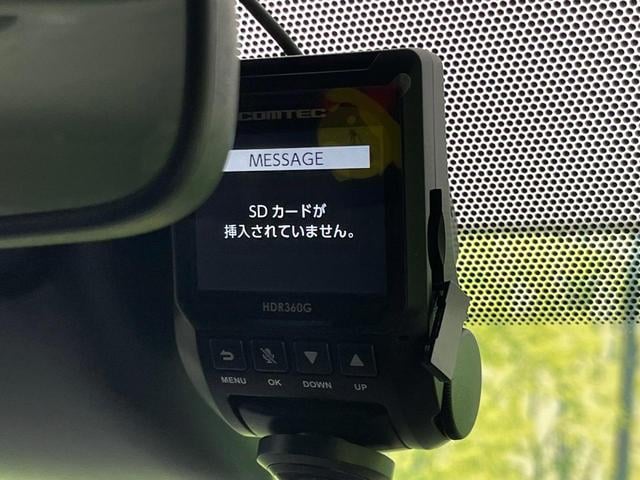 COMTEC
MESSAGE
SDカードが
挿入されていません。
HDR360G
MENU OK DOWN UP